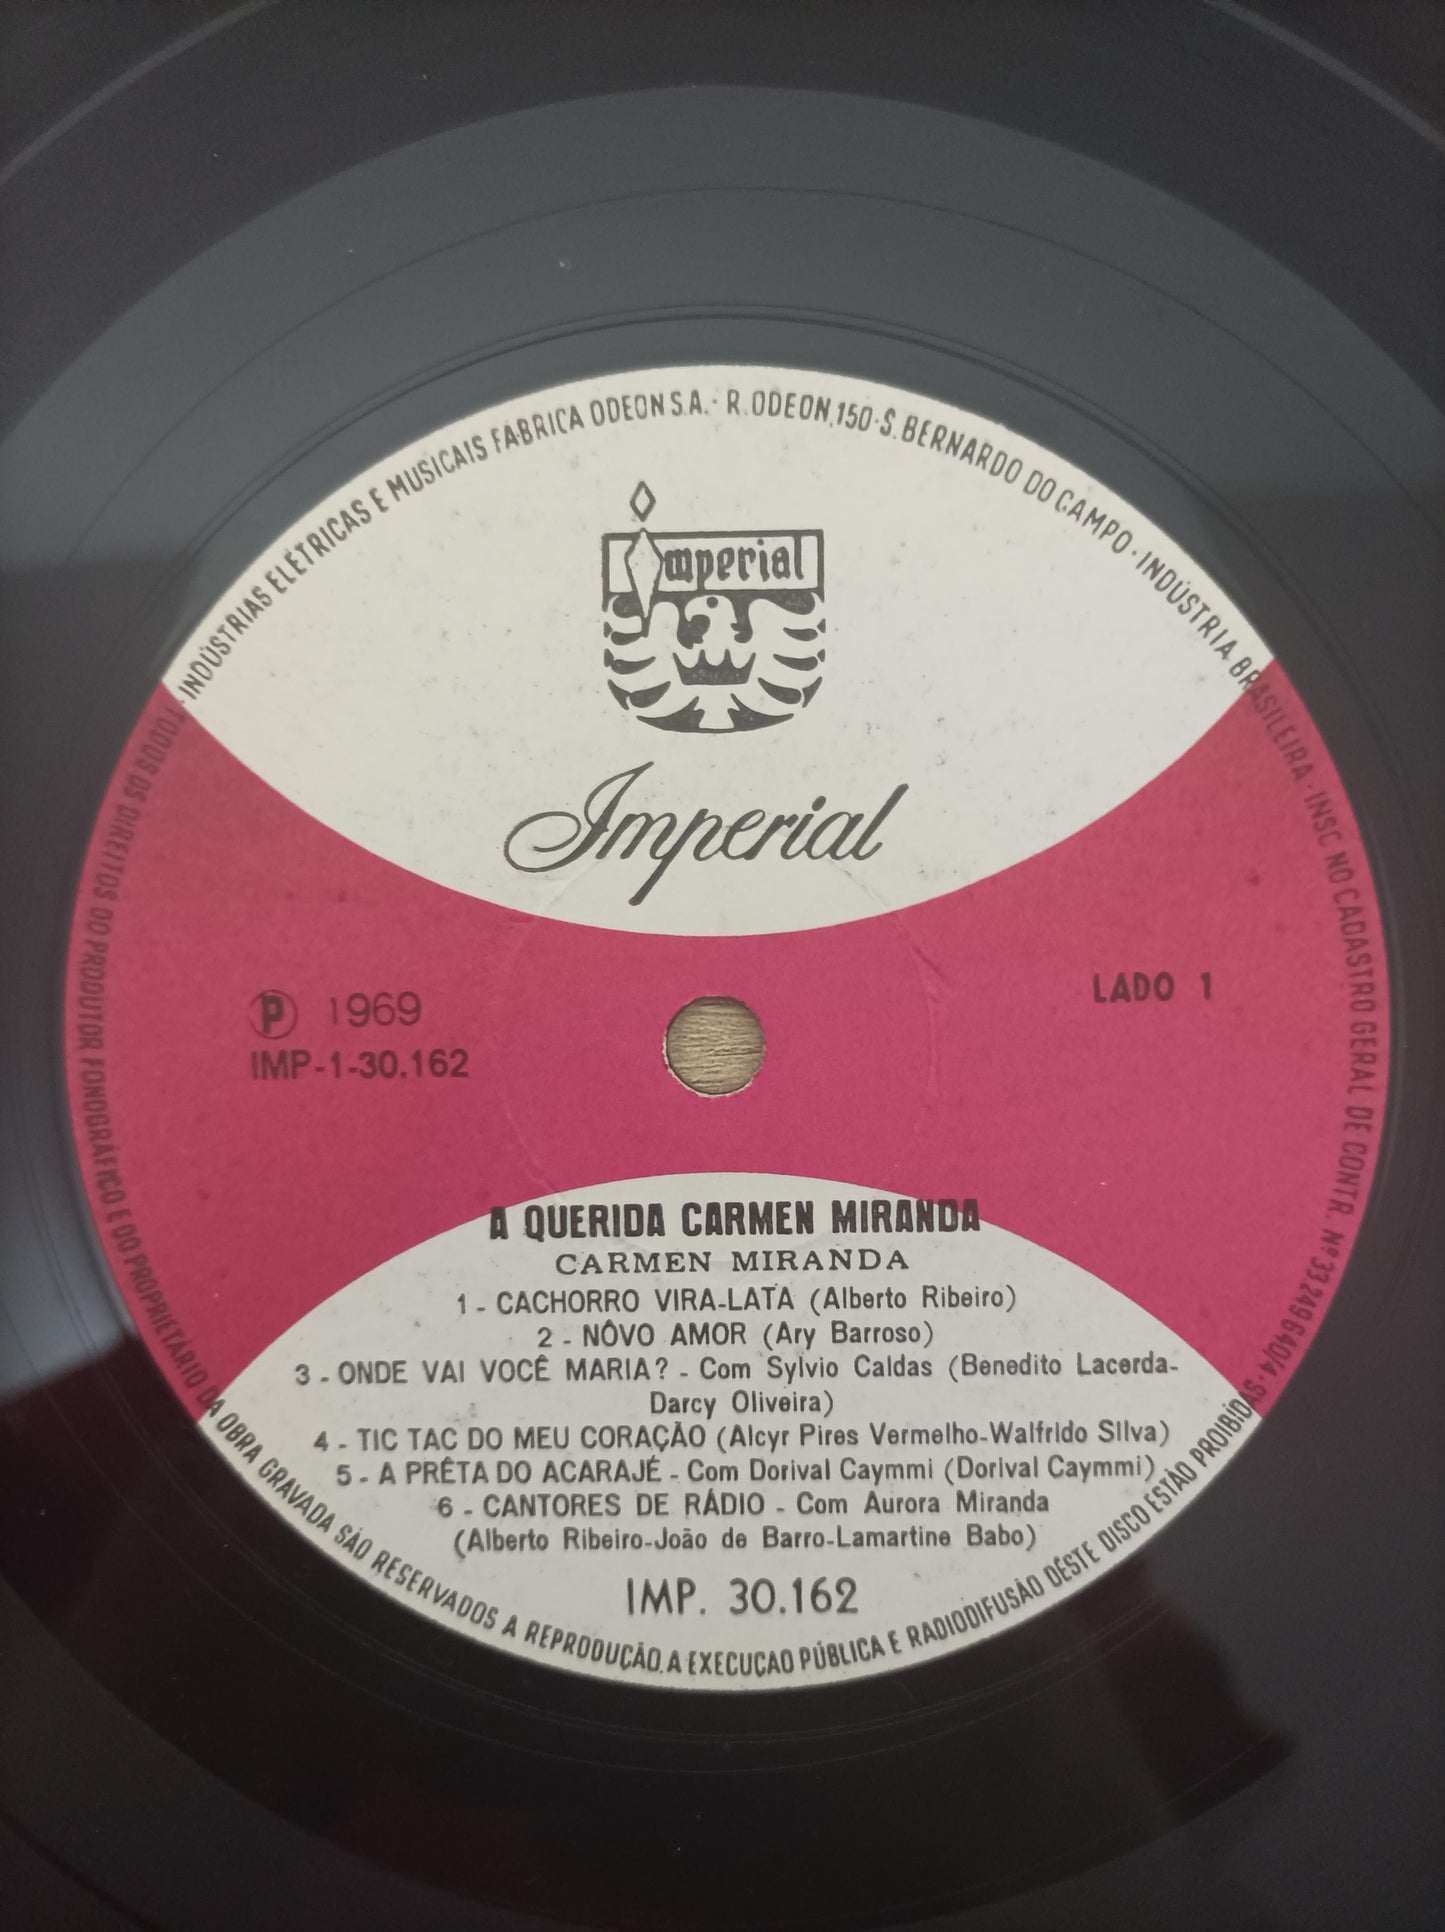 INDÚSTRIAS ELÉTRICAS E MUSICAIS FÁBRICA ODEON S.A. · R. ODEON, 150 · S. BERNARDO DO CAMPO · INDÚSTRIA BRASILEIRA · INSC NO CADASTRO GERAL DE CONTR. Nº 33.249.640/4 ·
Imperial
Imperial
LADO 1
P 1969
IMP-1-30.162
A QUERIDA CARMEN MIRANDA
CARMEN MIRANDA
1 - CACHORRO VIRA-LATA (Alberto Ribeiro)
2 - NÔVO AMOR (Ary Barroso)
3 - ONDE VAI VOCÊ MARIA? - Com Sylvio Caldas (Benedito Lacerda-
Darcy Oliveira)
4 - TIC TAC DO MEU CORAÇÃO (Alcyr Pires Vermelho-Walfrido Silva)
5 - A PRÊTA DO ACARAJÉ - Com Dorival Caymmi (Dorival Caymmi)
6 - CANTORES DE RÁDIO - Com Aurora Miranda
(Alberto Ribeiro-João de Barro-Lamartine Babo)
IMP. 30.162
TODOS OS DIREITOS DO PRODUTOR FONOGRÁFICO E DO PROPRIETÁRIO DA OBRA GRAVADA SÃO RESERVADOS A REPRODUÇÃO, A EXECUÇAO PÚBLICA E RADIODIFUSÃO DÊSTE DISCO ESTÃO PROIBIDAS